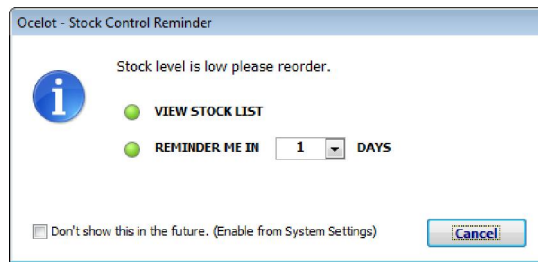 Ocelot - Stock Control Reminder
Stock level is low please reorder.
VIEW STOCK LIST
REMINDER ME IN 1 DAYS
Don't show this in the future. (Enable from System Settings)
Cancel